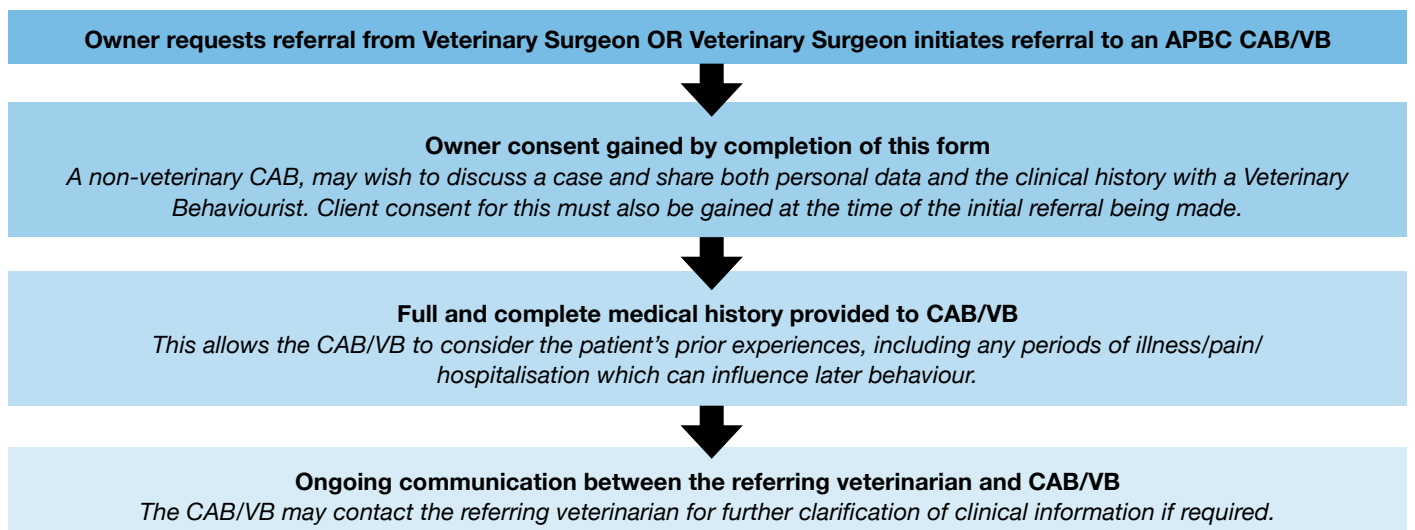 Owner requests referral from Veterinary Surgeon OR Veterinary Surgeon initiates referral to an APBC CAB/VB
Owner consent gained by completion of this form
A non-veterinary CAB, may wish to discuss a case and share both personal data and the clinical history with a Veterinary
Behaviourist. Client consent for this must also be gained at the time of the initial referral being made.
Full and complete medical history provided to CAB/VB
This allows the CAB/VB to consider the patient's prior experiences, including any periods of illness/pain/
hospitalisation which can influence later behaviour.
Ongoing communication between the referring veterinarian and CAB/VB
The CAB/VB may contact the referring veterinarian for further clarification of clinical information if required.